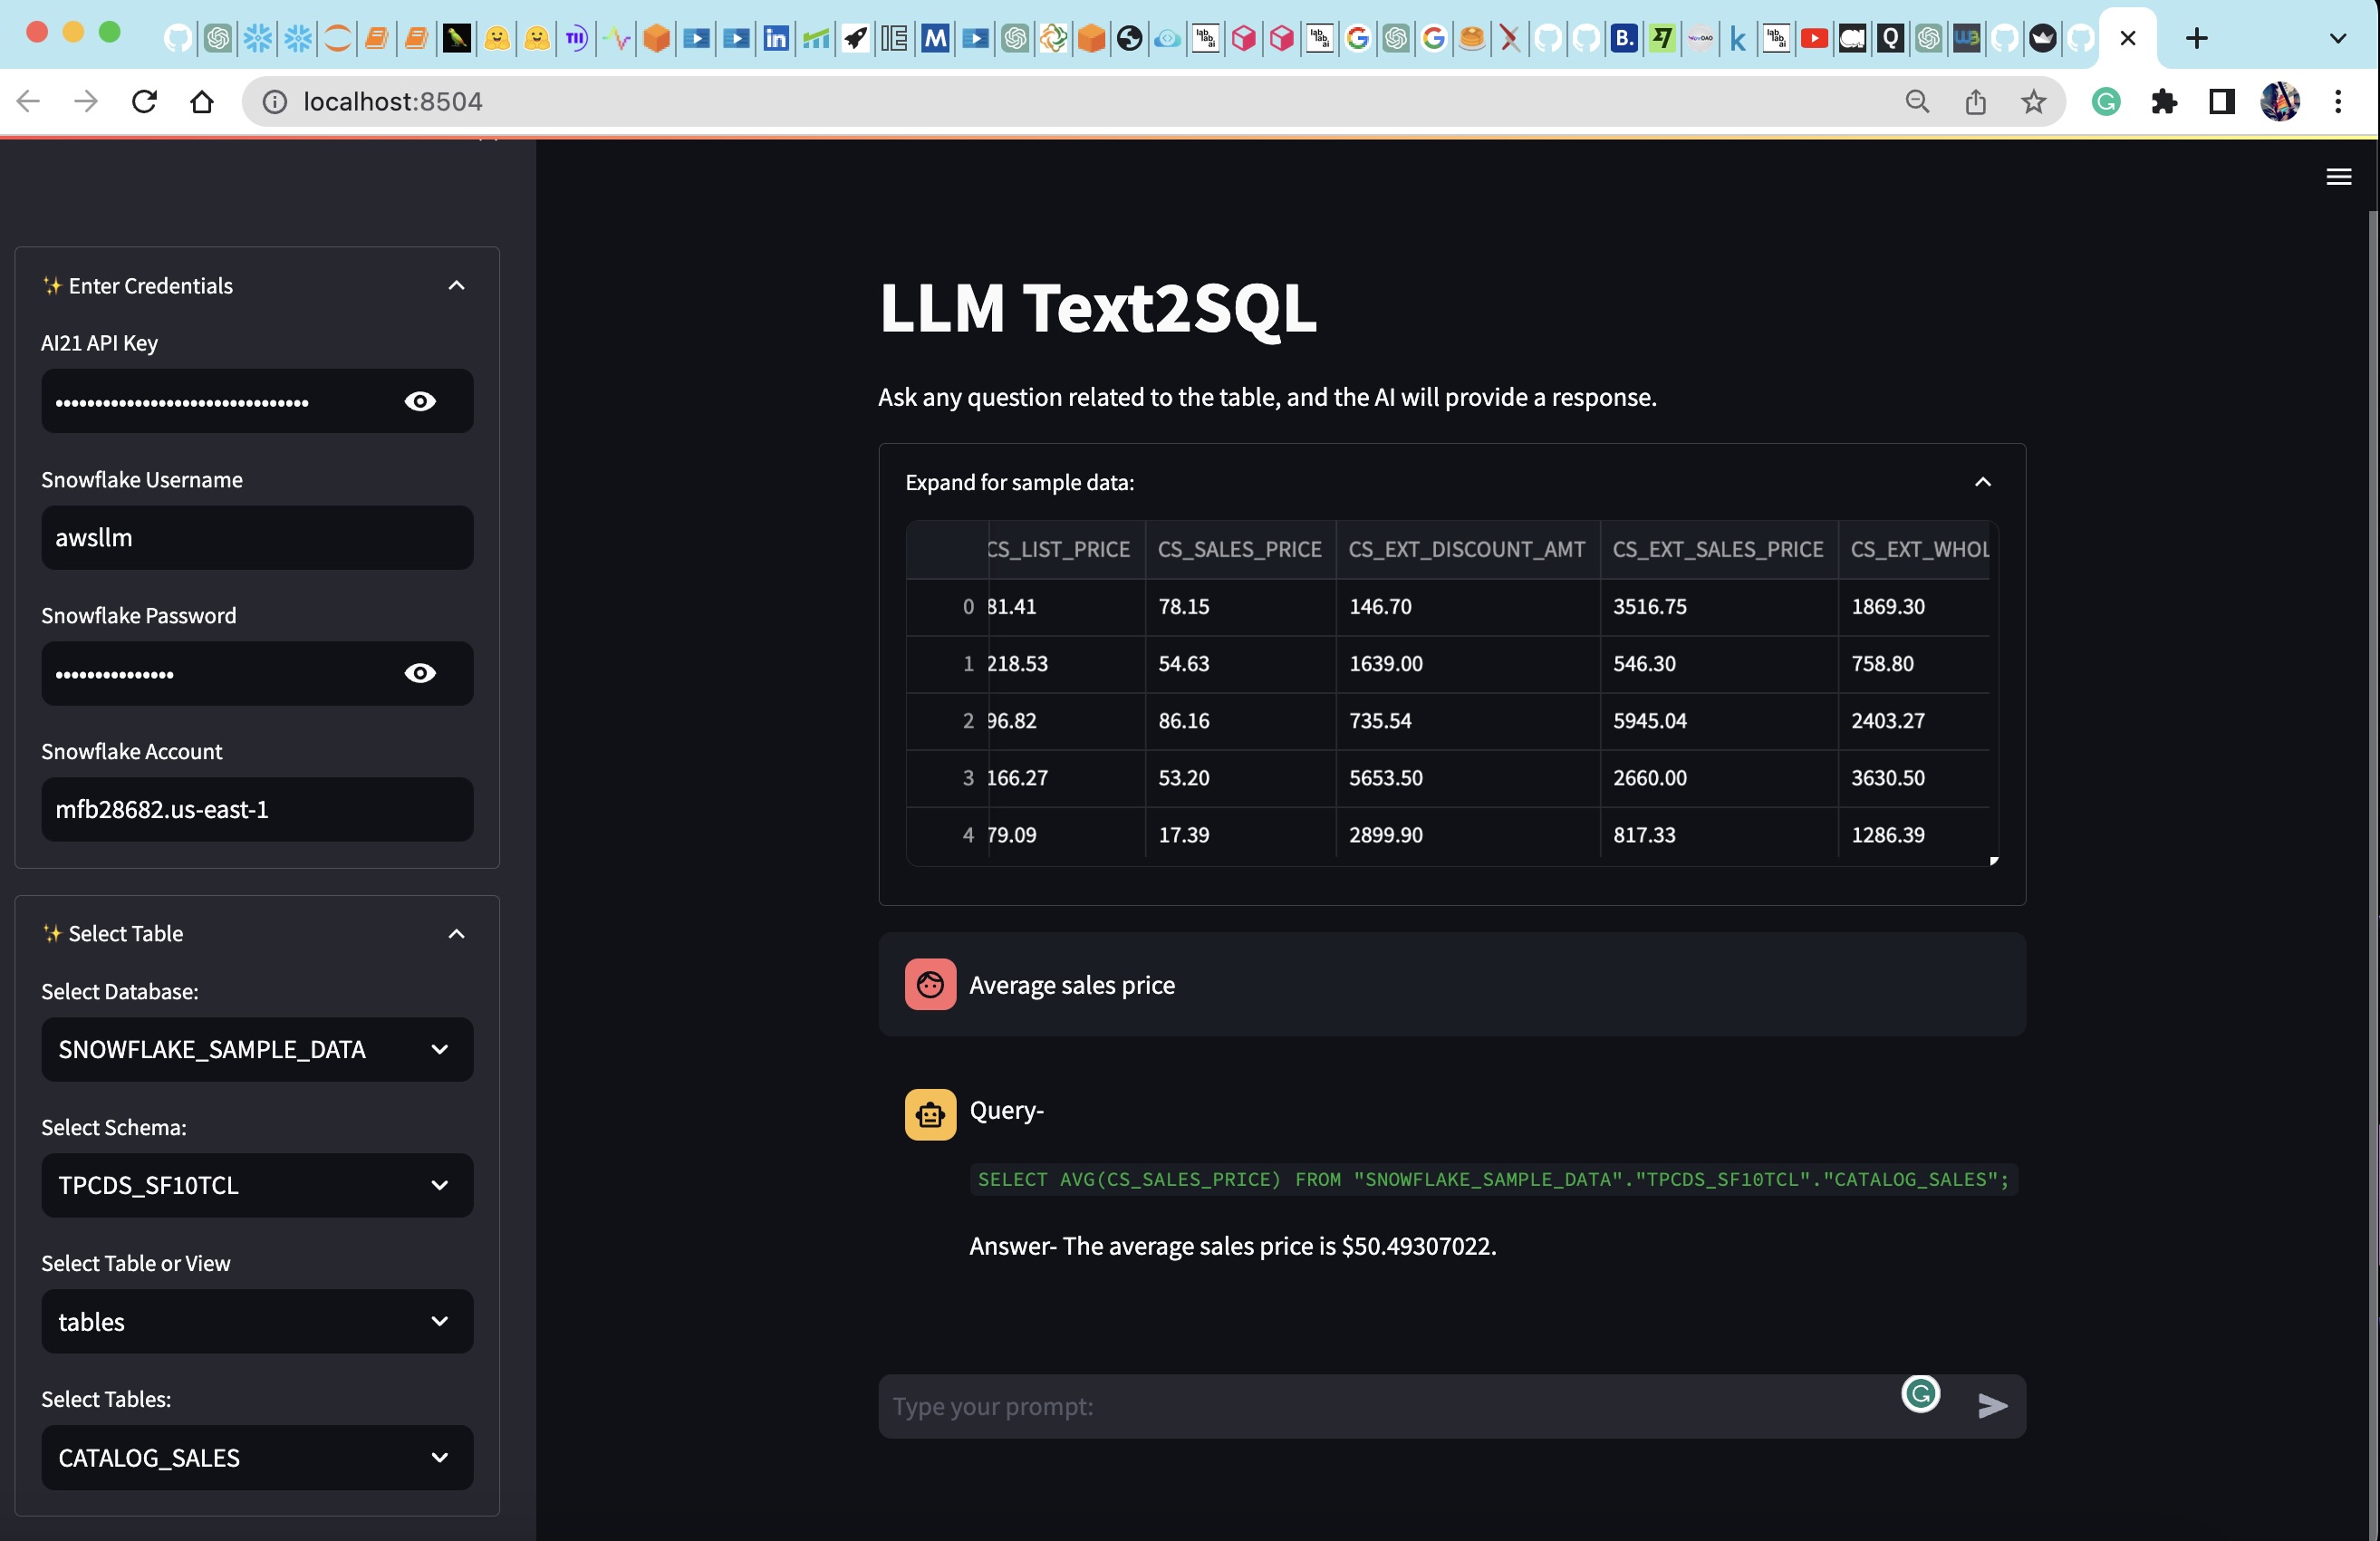 localhost:8504
✨ Enter Credentials
AI21 API Key
Snowflake Username
awsllm
Snowflake Password
Snowflake Account
mfb28682.us-east-1
✨ Select Table
Select Database:
SNOWFLAKE_SAMPLE_DATA
Select Schema:
TPCDS_SF10TCL
Select Table or View
tables
Select Tables:
CATALOG_SALES
LLM Text2SQL
Ask any question related to the table, and the AI will provide a response.
Expand for sample data:
CS_LIST_PRICE CS_SALES_PRICE CS_EXT_DISCOUNT_AMT CS_EXT_SALES_PRICE CS_EXT_WHOL
0 81.41 78.15 146.70 3516.75 1869.30
1 218.53 54.63 1639.00 546.30 758.80
2 96.82 86.16 735.54 5945.04 2403.27
3 166.27 53.20 5653.50 2660.00 3630.50
4 79.09 17.39 2899.90 817.33 1286.39
Average sales price
Query-
SELECT AVG(CS_SALES_PRICE) FROM "SNOWFLAKE_SAMPLE_DATA"."TPCDS_SF10TCL"."CATALOG_SALES";
Answer- The average sales price is $50.49307022.
Type your prompt: